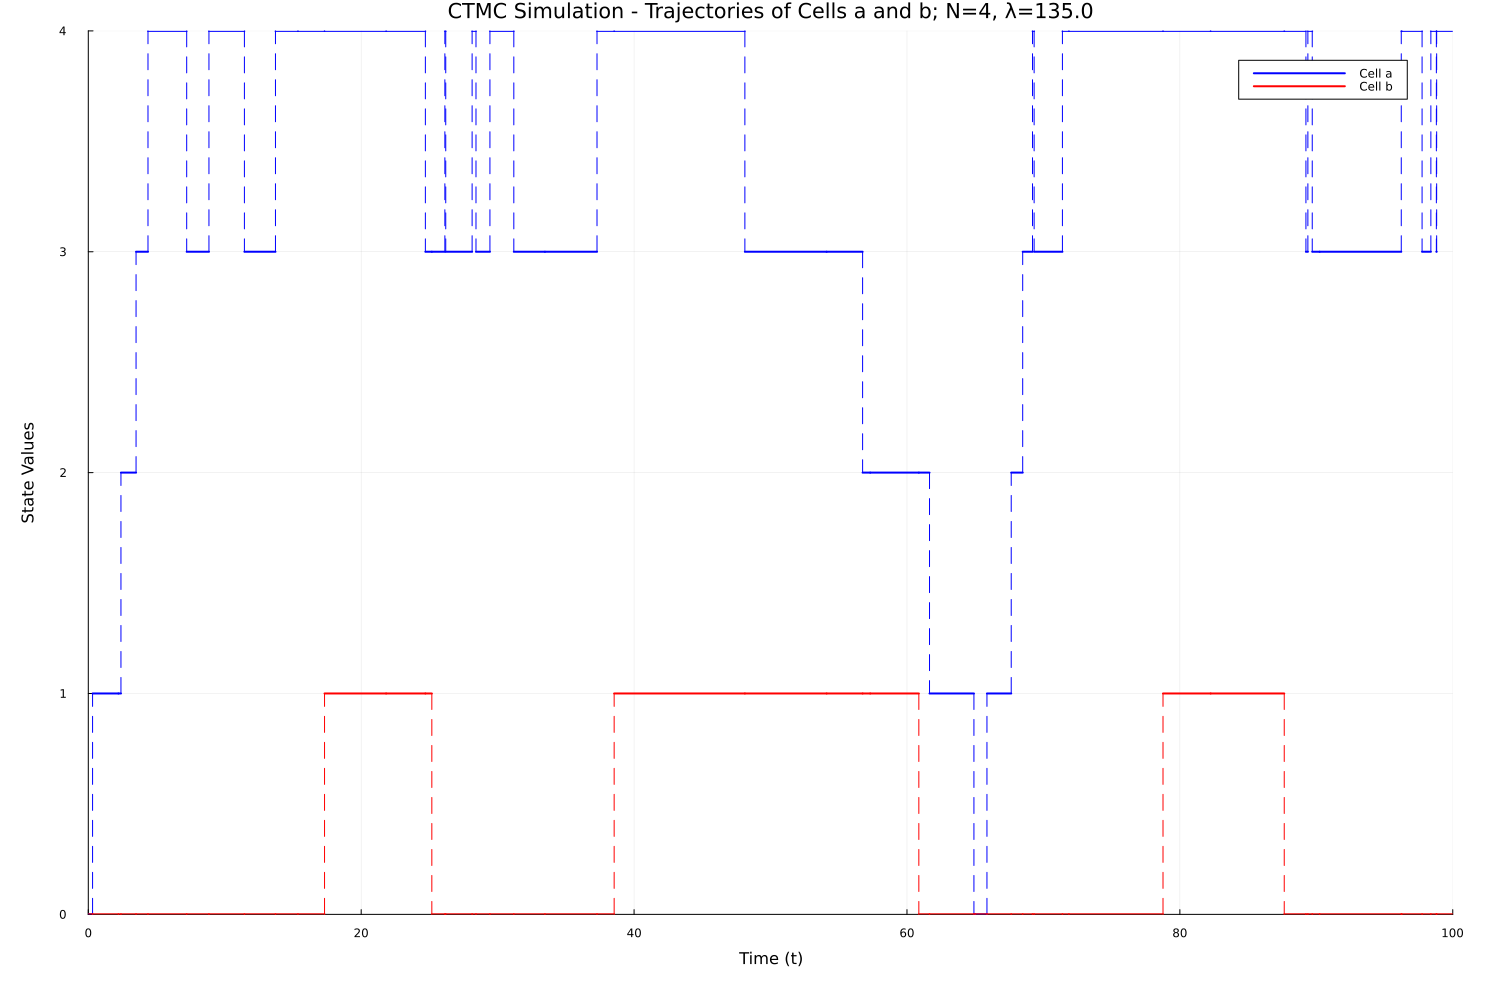 CTMC Simulation - Trajectories of Cells a and b; N=4, λ=135.0
4
Cell a
Cell b
3
2
State Values
1
0
0 20 40 60 80 100
Time (t)